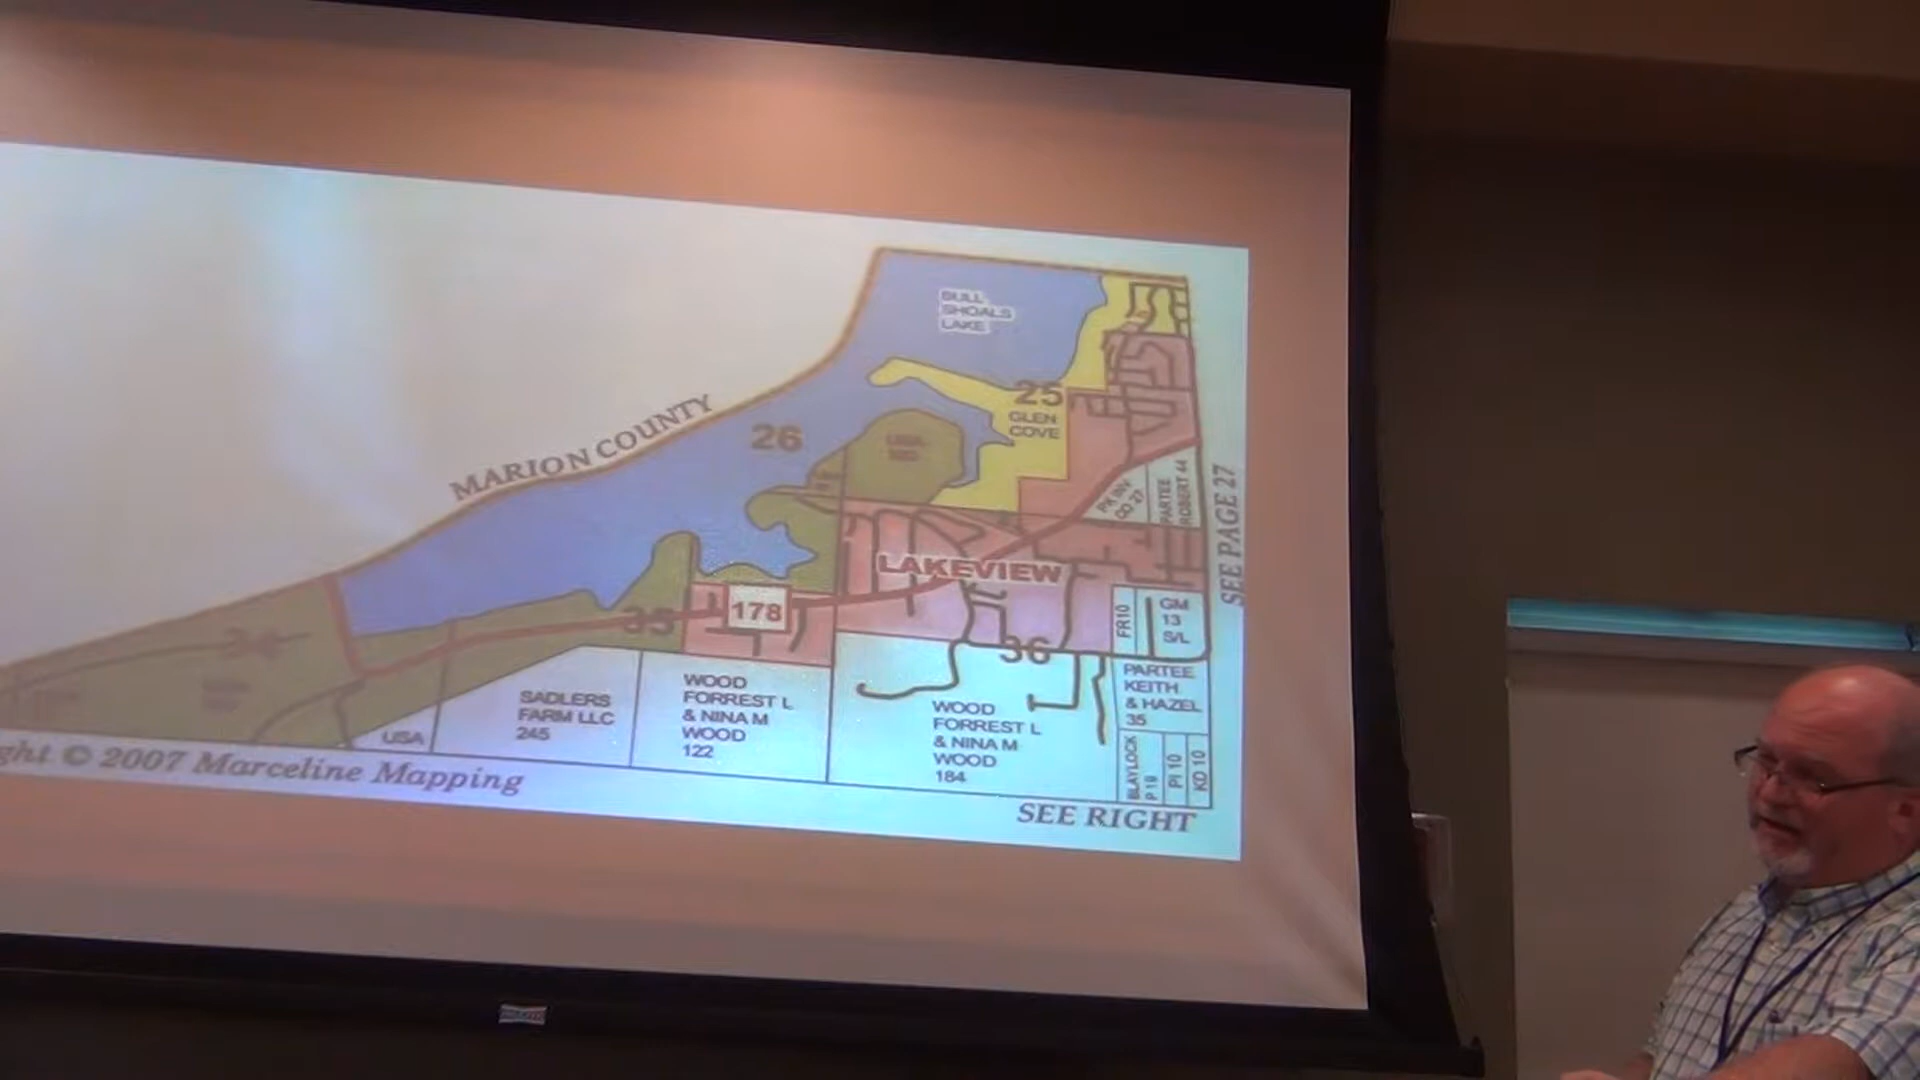 BULL
SHOALS
LAKE
MARION COUNTY
26
25
GLEN
COVE
PARTEE
ROBERT 44
SEE PAGE 27
LAKEVIEW
178
35
36
34
FR10
GM
13
S/L
SADLERS
FARM LLC
245
WOOD
FORREST L
& NINA M
WOOD
122
WOOD
FORREST L
& NINA M
WOOD
184
PARTEE
KEITH
& HAZEL
35
BLAYLOCK
PI 10
KD 10
USA
ght © 2007 Marceline Mapping
SEE RIGHT